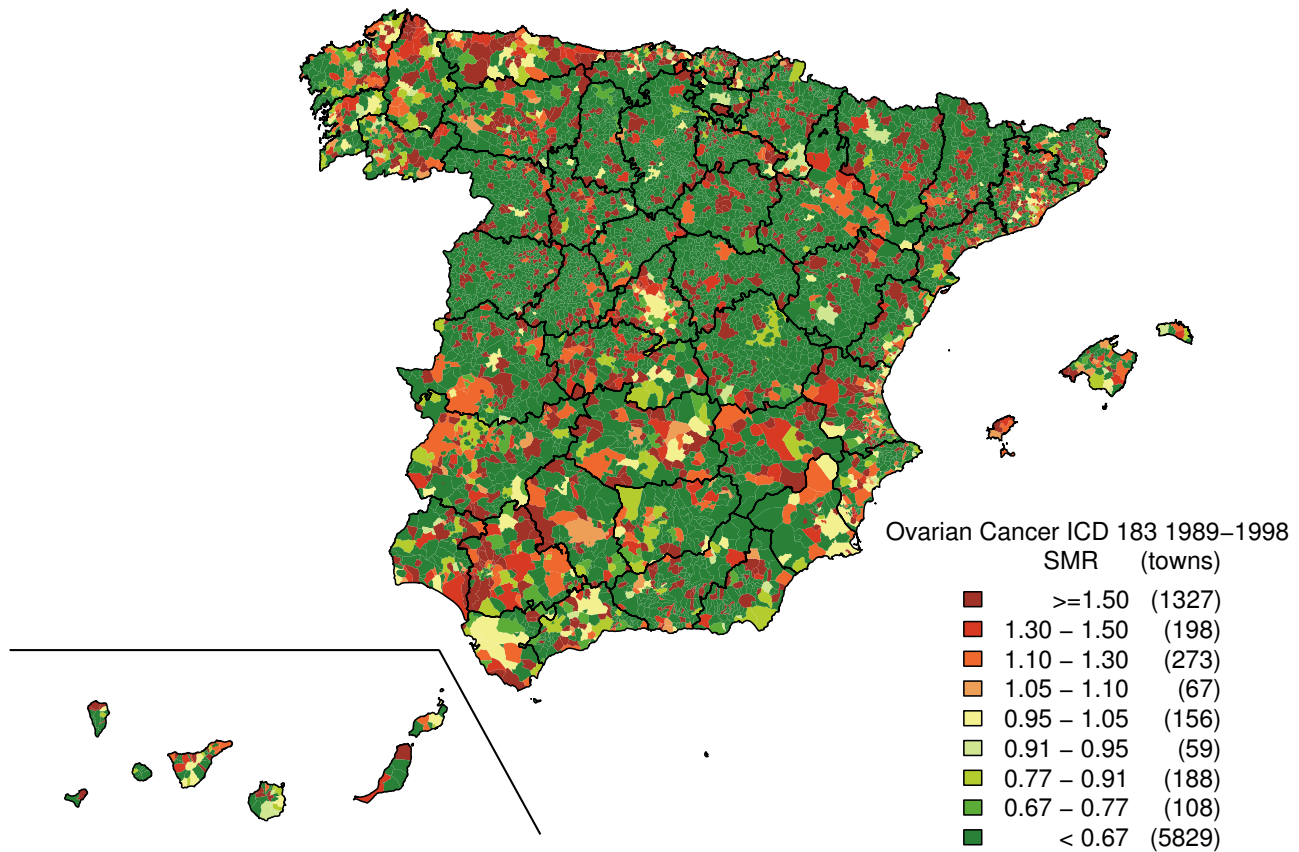 Ovarian Cancer ICD 183 1989−1998
SMR (towns)
>=1.50 (1327)
1.30 − 1.50 (198)
1.10 − 1.30 (273)
1.05 − 1.10 (67)
0.95 − 1.05 (156)
0.91 − 0.95 (59)
0.77 − 0.91 (188)
0.67 − 0.77 (108)
< 0.67 (5829)